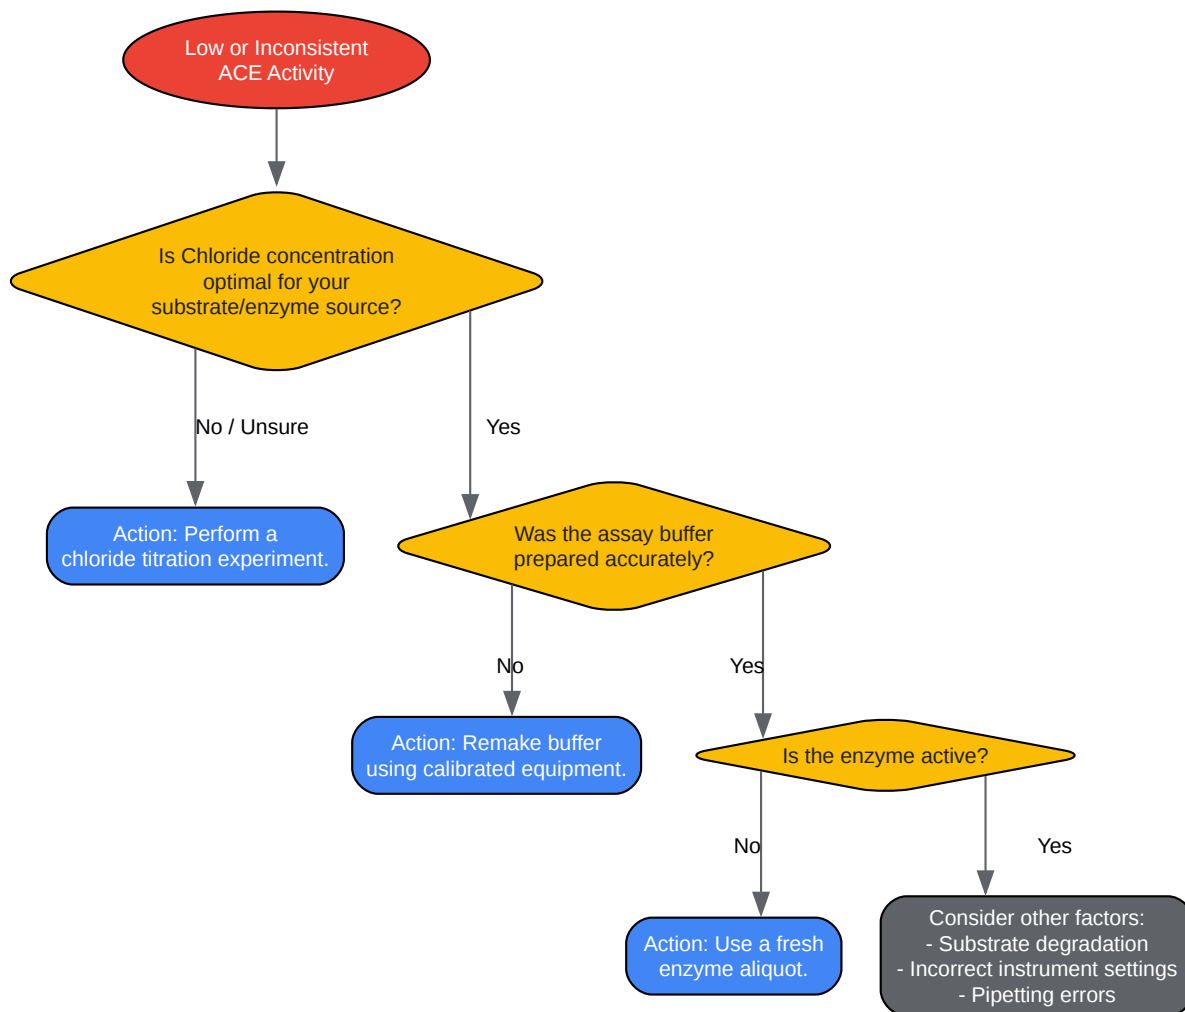 Low or Inconsistent
ACE Activity
Is Chloride concentration
optimal for your
substrate/enzyme source?
No / Unsure
Yes
Action: Perform a
chloride titration experiment.
Was the assay buffer
prepared accurately?
No
Yes
Action: Remake buffer
using calibrated equipment.
Is the enzyme active?
No
Yes
Action: Use a fresh
enzyme aliquot.
Consider other factors:
- Substrate degradation
- Incorrect instrument settings
- Pipetting errors